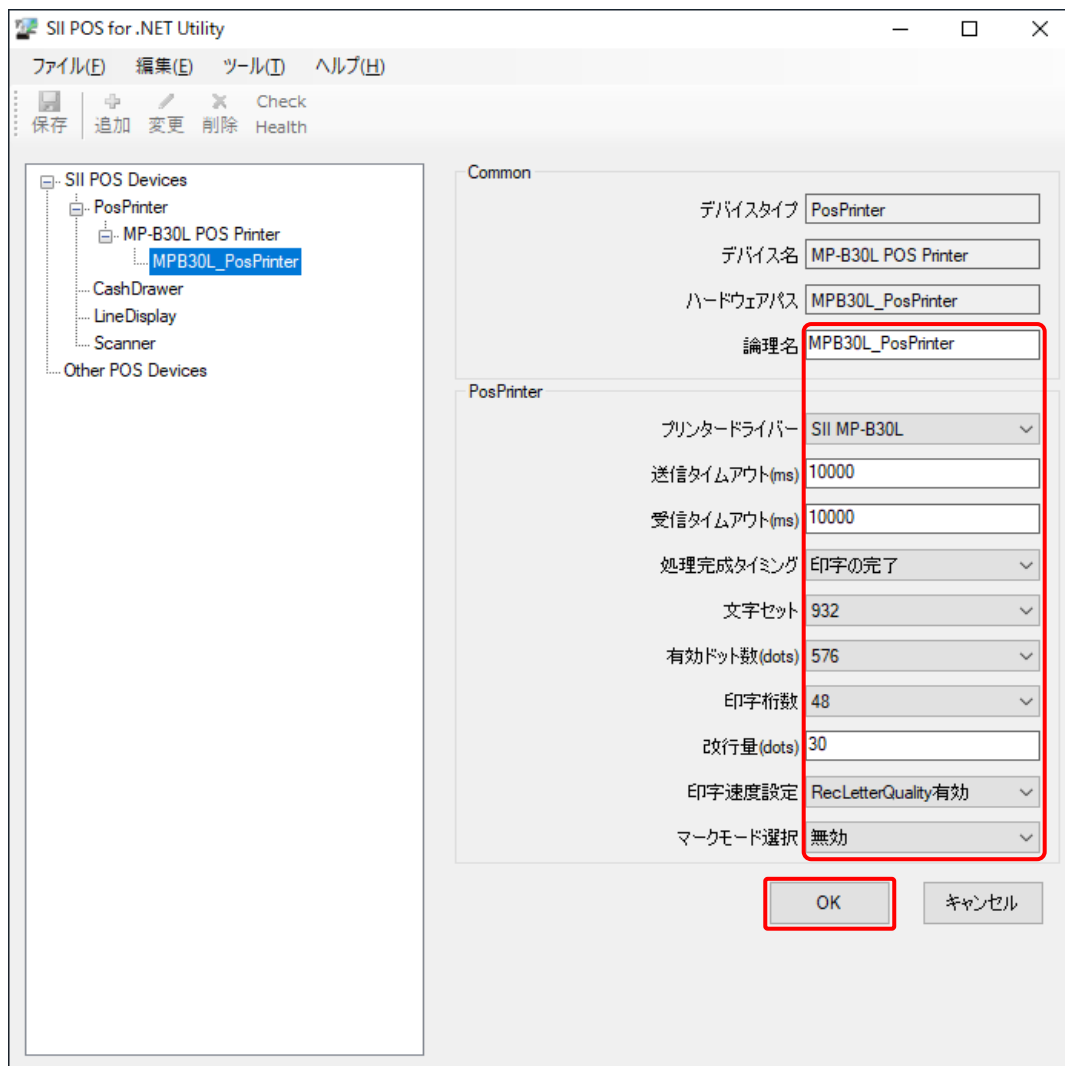 SII POS for .NET Utility
ファイル(F) 編集(E) ツール(T) ヘルプ(H)
保存 追加 変更 削除 Check Health
SII POS Devices
PosPrinter
MP-B30L POS Printer
MPB30L_PosPrinter
CashDrawer
LineDisplay
Scanner
Other POS Devices
Common
デバイスタイプ PosPrinter
デバイス名 MP-B30L POS Printer
ハードウェアパス MPB30L_PosPrinter
論理名 MPB30L_PosPrinter
PosPrinter
プリンタードライバー SII MP-B30L
送信タイムアウト(ms) 10000
受信タイムアウト(ms) 10000
処理完成タイミング 印字の完了
文字セット 932
有効ドット数(dots) 576
印字桁数 48
改行量(dots) 30
印字速度設定 RecLetterQuality有効
マークモード選択 無効
OK キャンセル